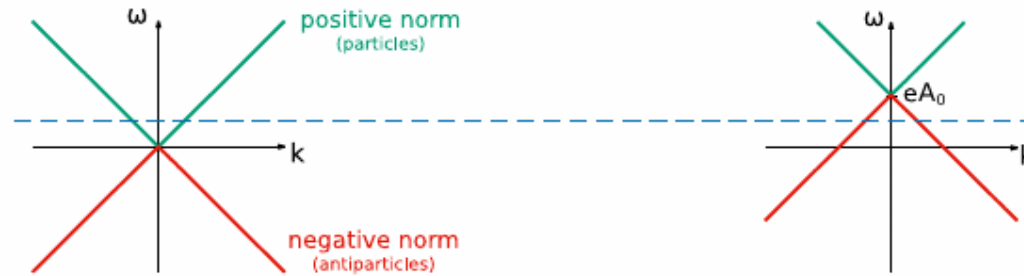 ω
positive norm
(particles)
k
negative norm
(antiparticles)
ω
eA₀